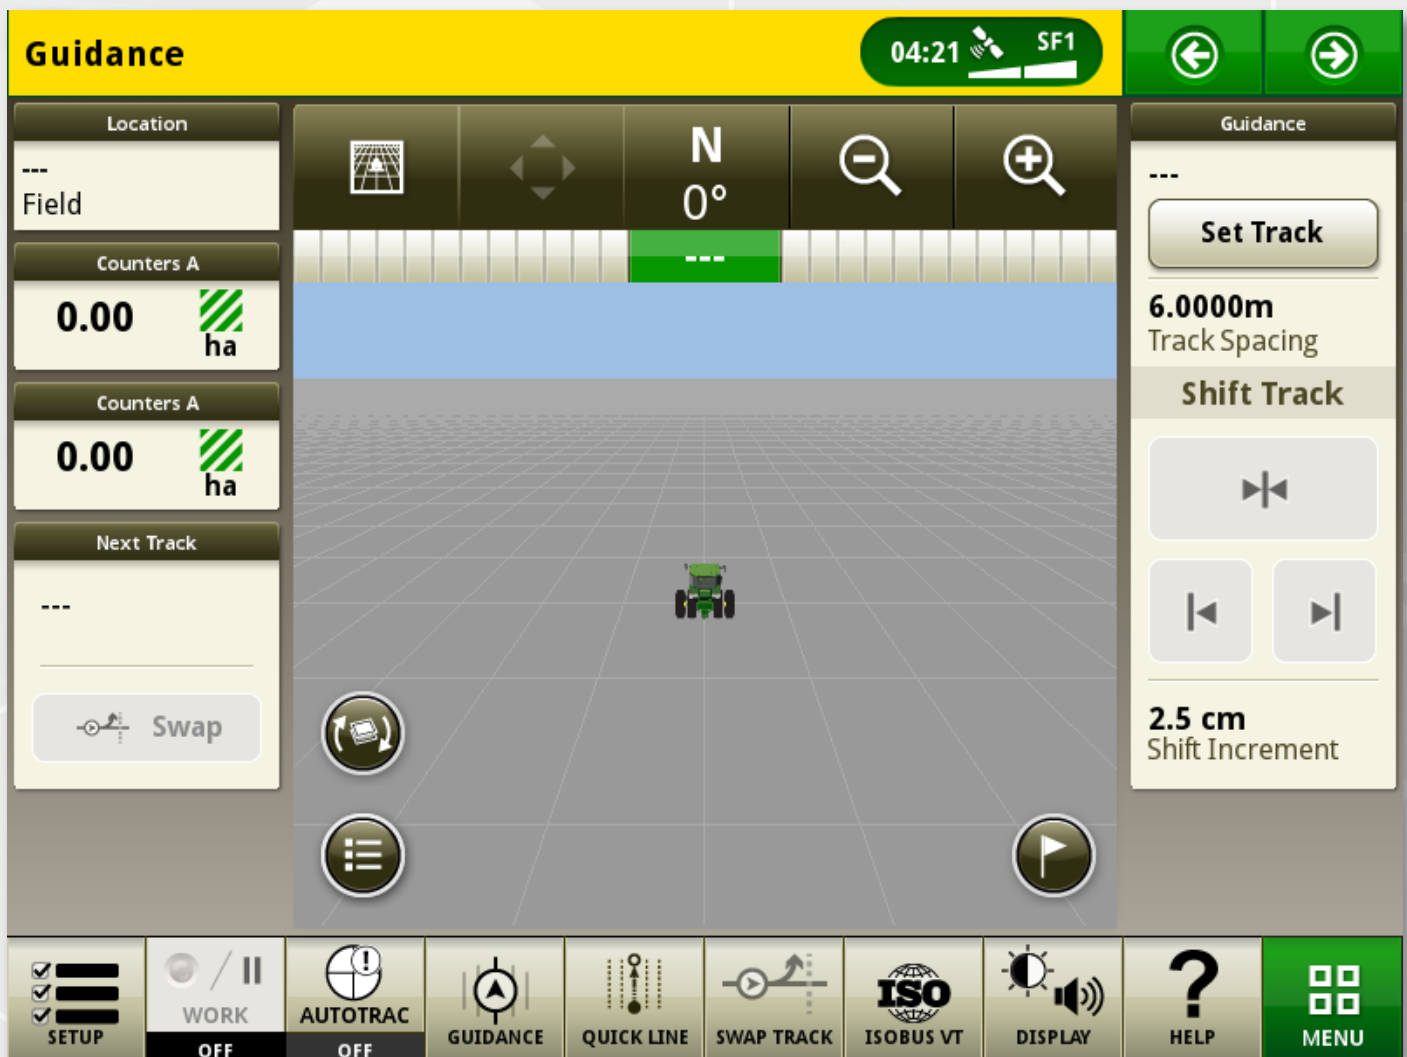 Guidance
04:21
SF1
Location
---
Field
Counters A
0.00
ha
Counters A
0.00
ha
Next Track
---
Swap
N
0°
---
Guidance
---
Set Track
6.0000m
Track Spacing
Shift Track
2.5 cm
Shift Increment
SETUP
WORK
OFF
!
AUTOTRAC
OFF
GUIDANCE
QUICK LINE
SWAP TRACK
ISO
ISOBUS VT
DISPLAY
?
HELP
MENU